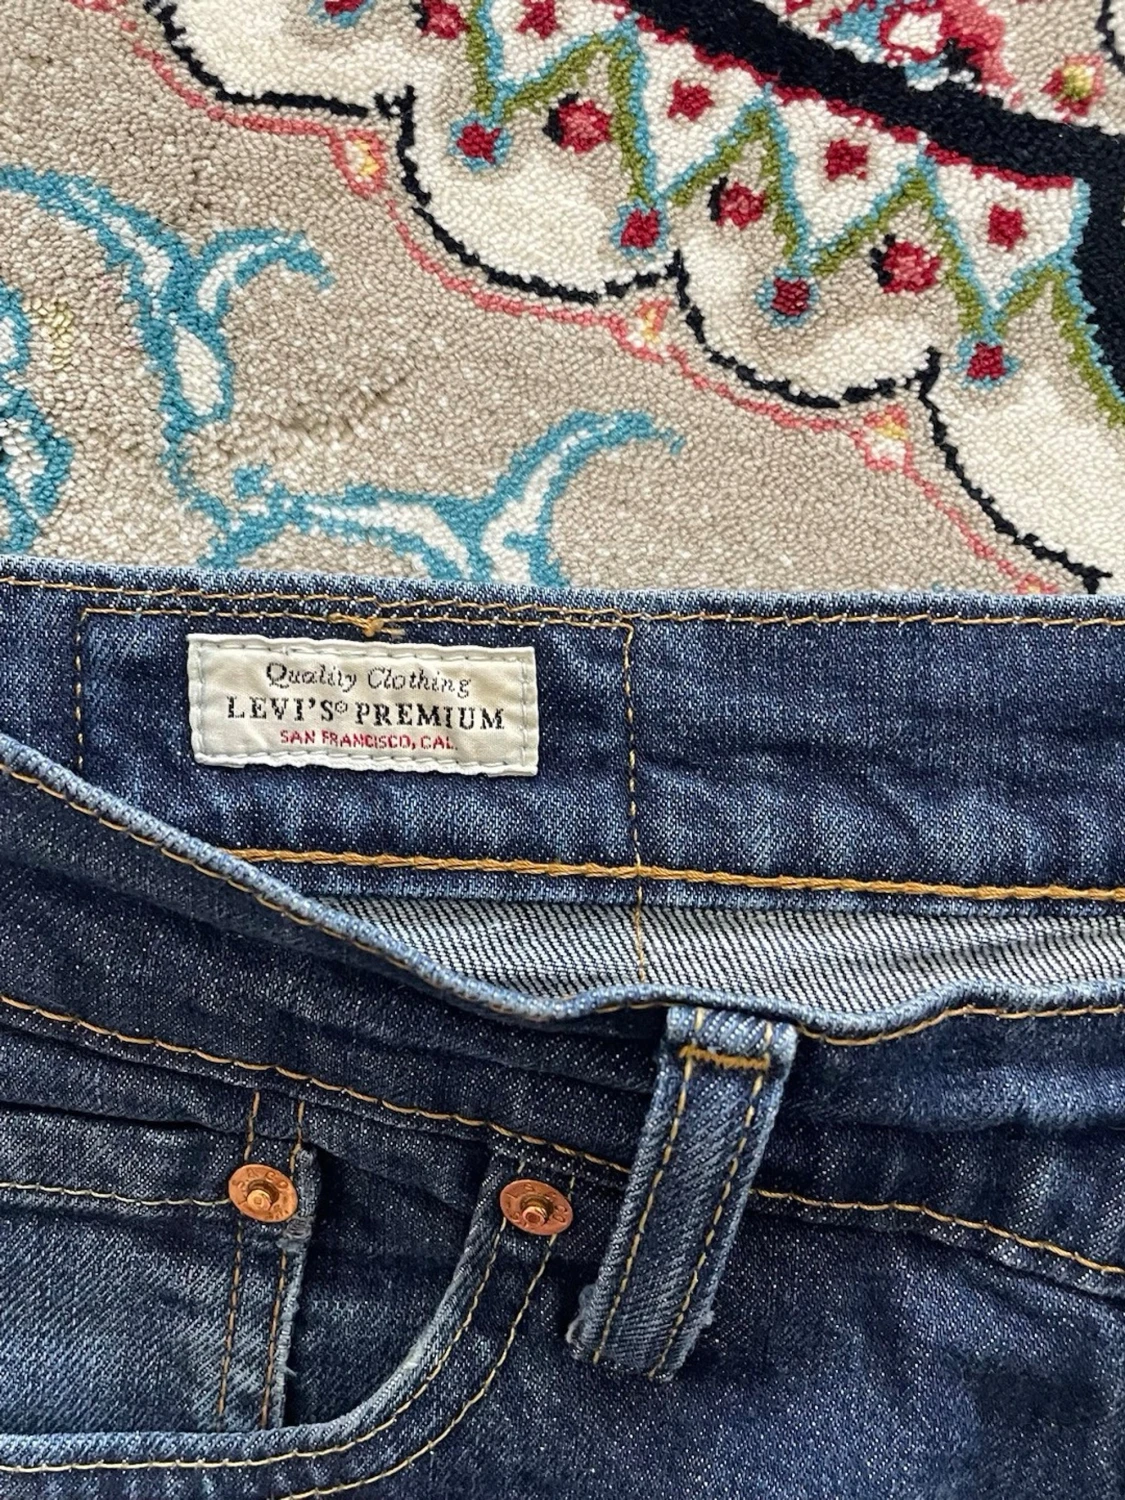 Quality Clothing
LEVI'S® PREMIUM
SAN FRANCISCO, CAL.